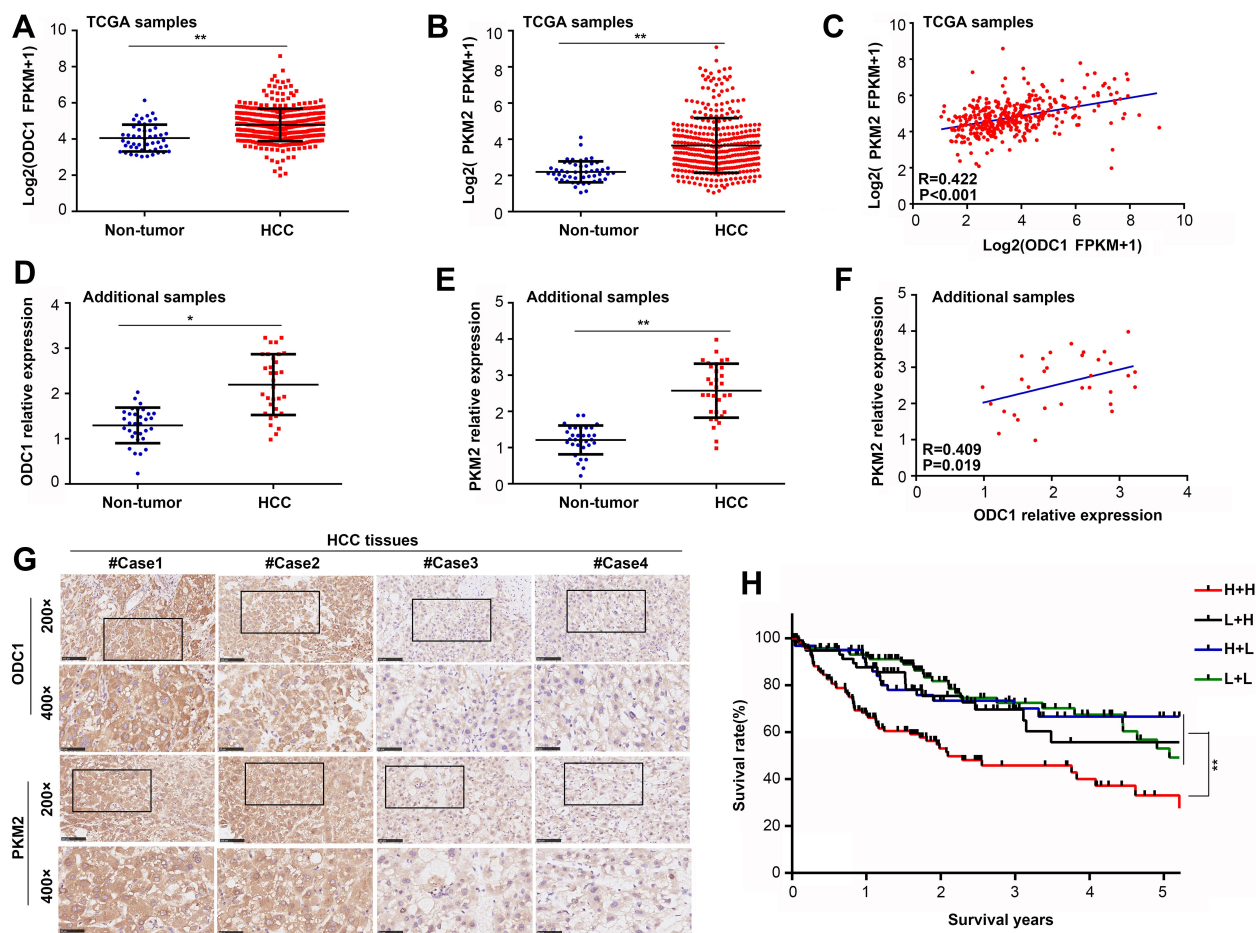 A
TCGA samples
**
Log2(ODC1 FPKM+1)
10
8
6
4
2
0
Non-tumor
HCC
B
TCGA samples
**
Log2( PKM2 FPKM+1)
10
8
6
4
2
0
Non-tumor
HCC
C
TCGA samples
Log2( PKM2 FPKM+1)
10
8
6
4
2
0
R=0.422
P<0.001
0
2
4
6
8
10
Log2(ODC1 FPKM+1)
D
Additional samples
*
ODC1 relative expression
4
3
2
1
0
Non-tumor
HCC
E
Additional samples
**
PKM2 relative expression
5
4
3
2
1
0
Non-tumor
HCC
F
Additional samples
PKM2 relative expression
5
4
3
2
1
0
R=0.409
P=0.019
0
1
2
3
4
ODC1 relative expression
G
HCC tissues
#Case1
#Case2
#Case3
#Case4
ODC1
200×
400×
PKM2
200×
400×
H
H+H
L+H
H+L
L+L
Suvival rate(%)
100
80
60
40
20
0
**
0
1
2
3
4
5
Survival years